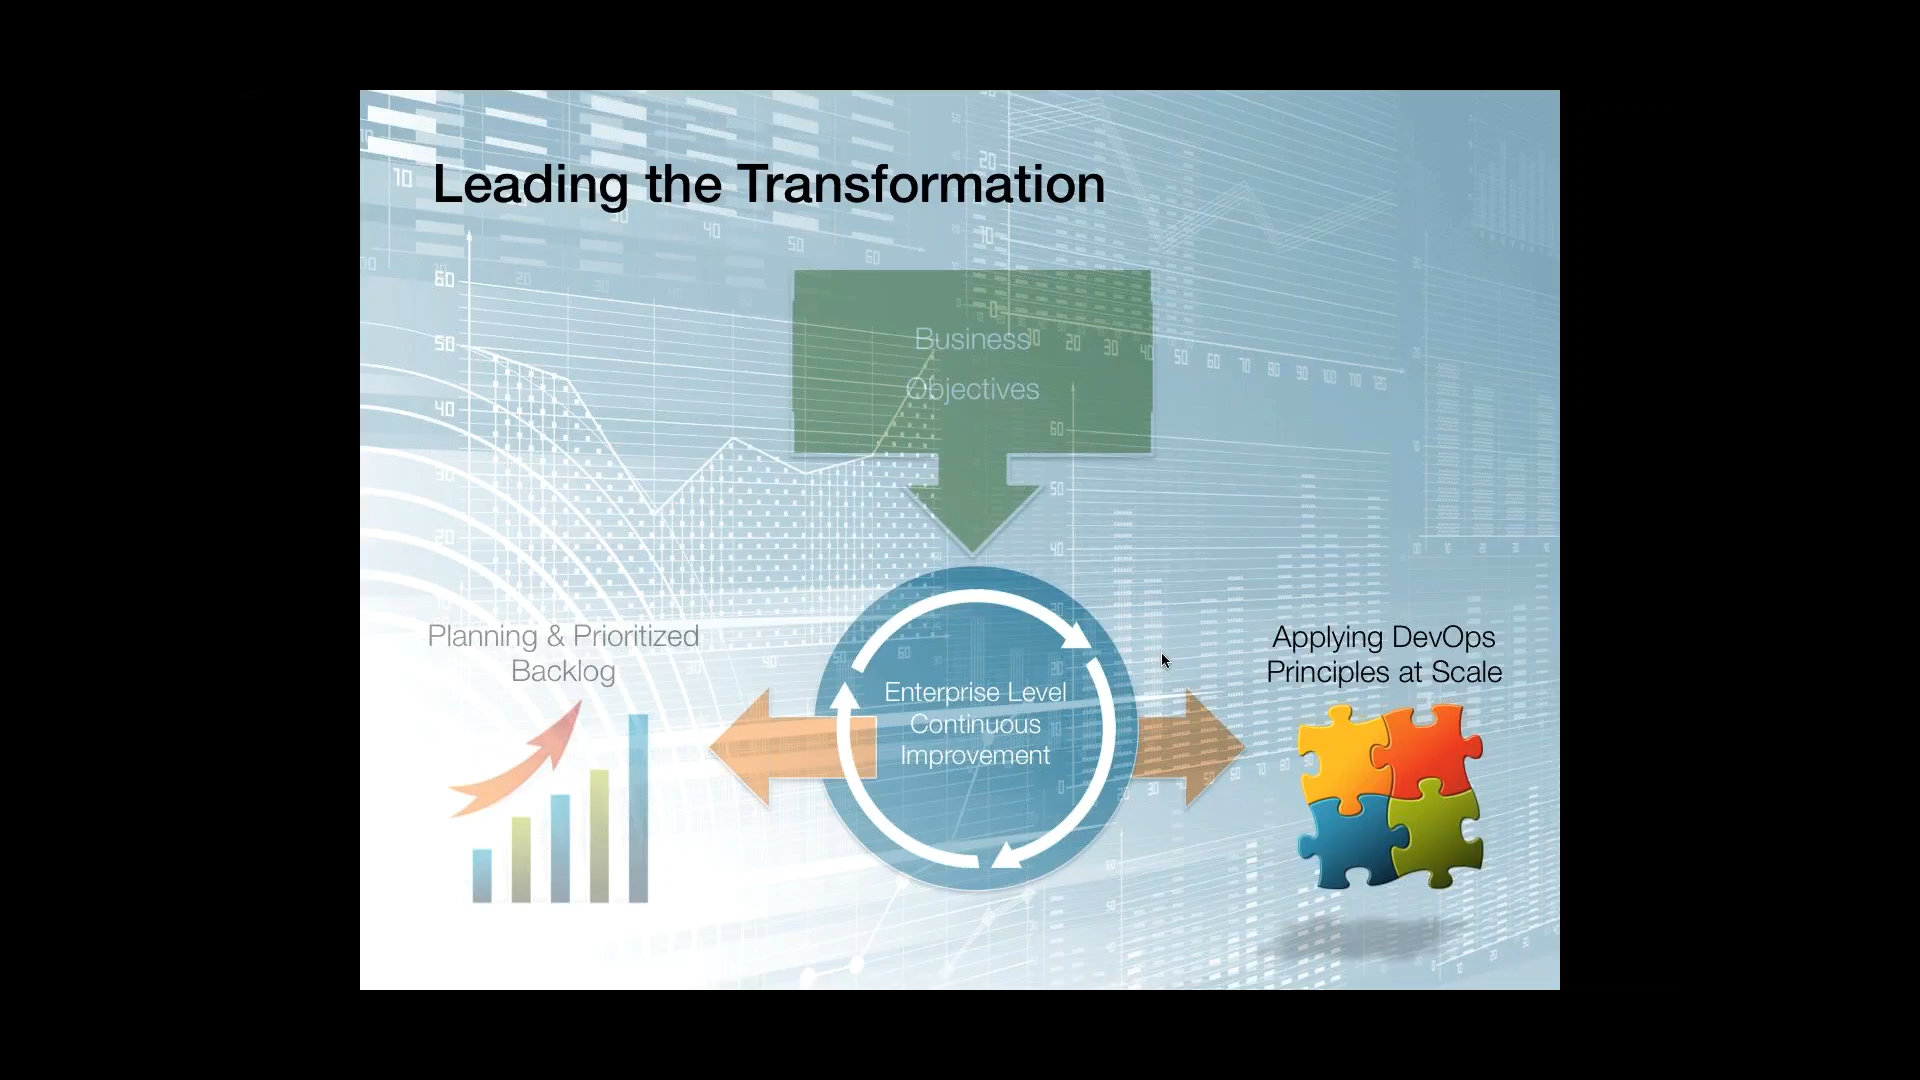 Leading the Transformation
Business
Objectives
Planning & Prioritized
Backlog
Enterprise Level
Continuous
Improvement
Applying DevOps
Principles at Scale